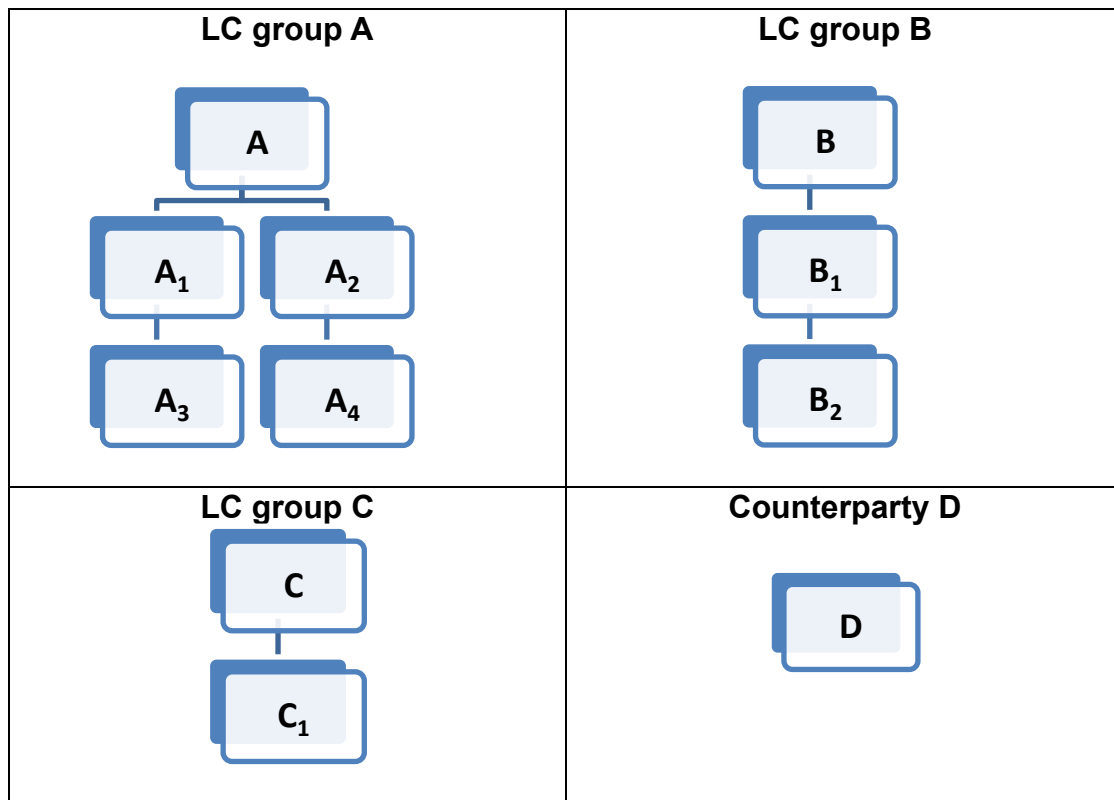 LC group A
A
A₁ A₂
A₃ A₄
LC group B
B
B₁
B₂
LC group C
C
C₁
Counterparty D
D